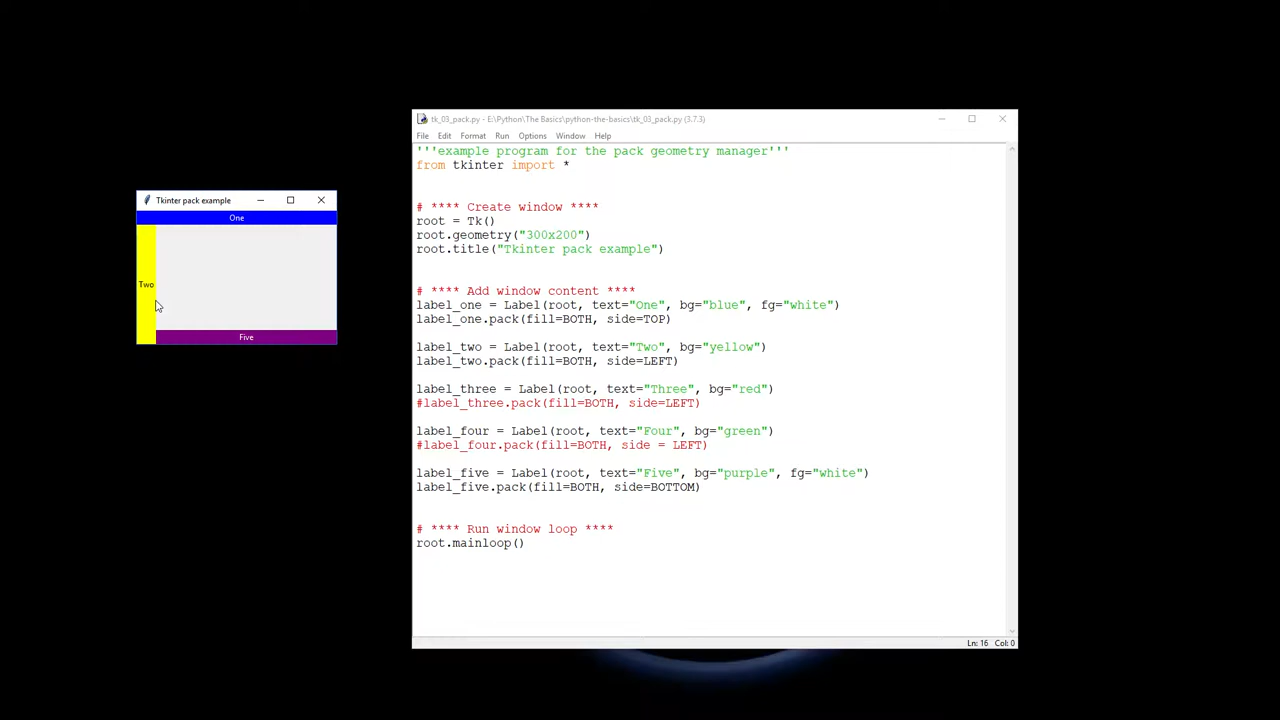 Tkinter pack example
One
Two
Five
tk_03_pack.py - E:\Python\The Basics\python-the-basics\tk_03_pack.py (3.7.3)
File Edit Format Run Options Window Help
'''example program for the pack geometry manager'''
from tkinter import *
# **** Create window ****
root = Tk()
root.geometry("300x200")
root.title("Tkinter pack example")
# **** Add window content ****
label_one = Label(root, text="One", bg="blue", fg="white")
label_one.pack(fill=BOTH, side=TOP)
label_two = Label(root, text="Two", bg="yellow")
label_two.pack(fill=BOTH, side=LEFT)
label_three = Label(root, text="Three", bg="red")
#label_three.pack(fill=BOTH, side=LEFT)
label_four = Label(root, text="Four", bg="green")
#label_four.pack(fill=BOTH, side = LEFT)
label_five = Label(root, text="Five", bg="purple", fg="white")
label_five.pack(fill=BOTH, side=BOTTOM)
# **** Run window loop ****
root.mainloop()
Ln: 16 Col: 0